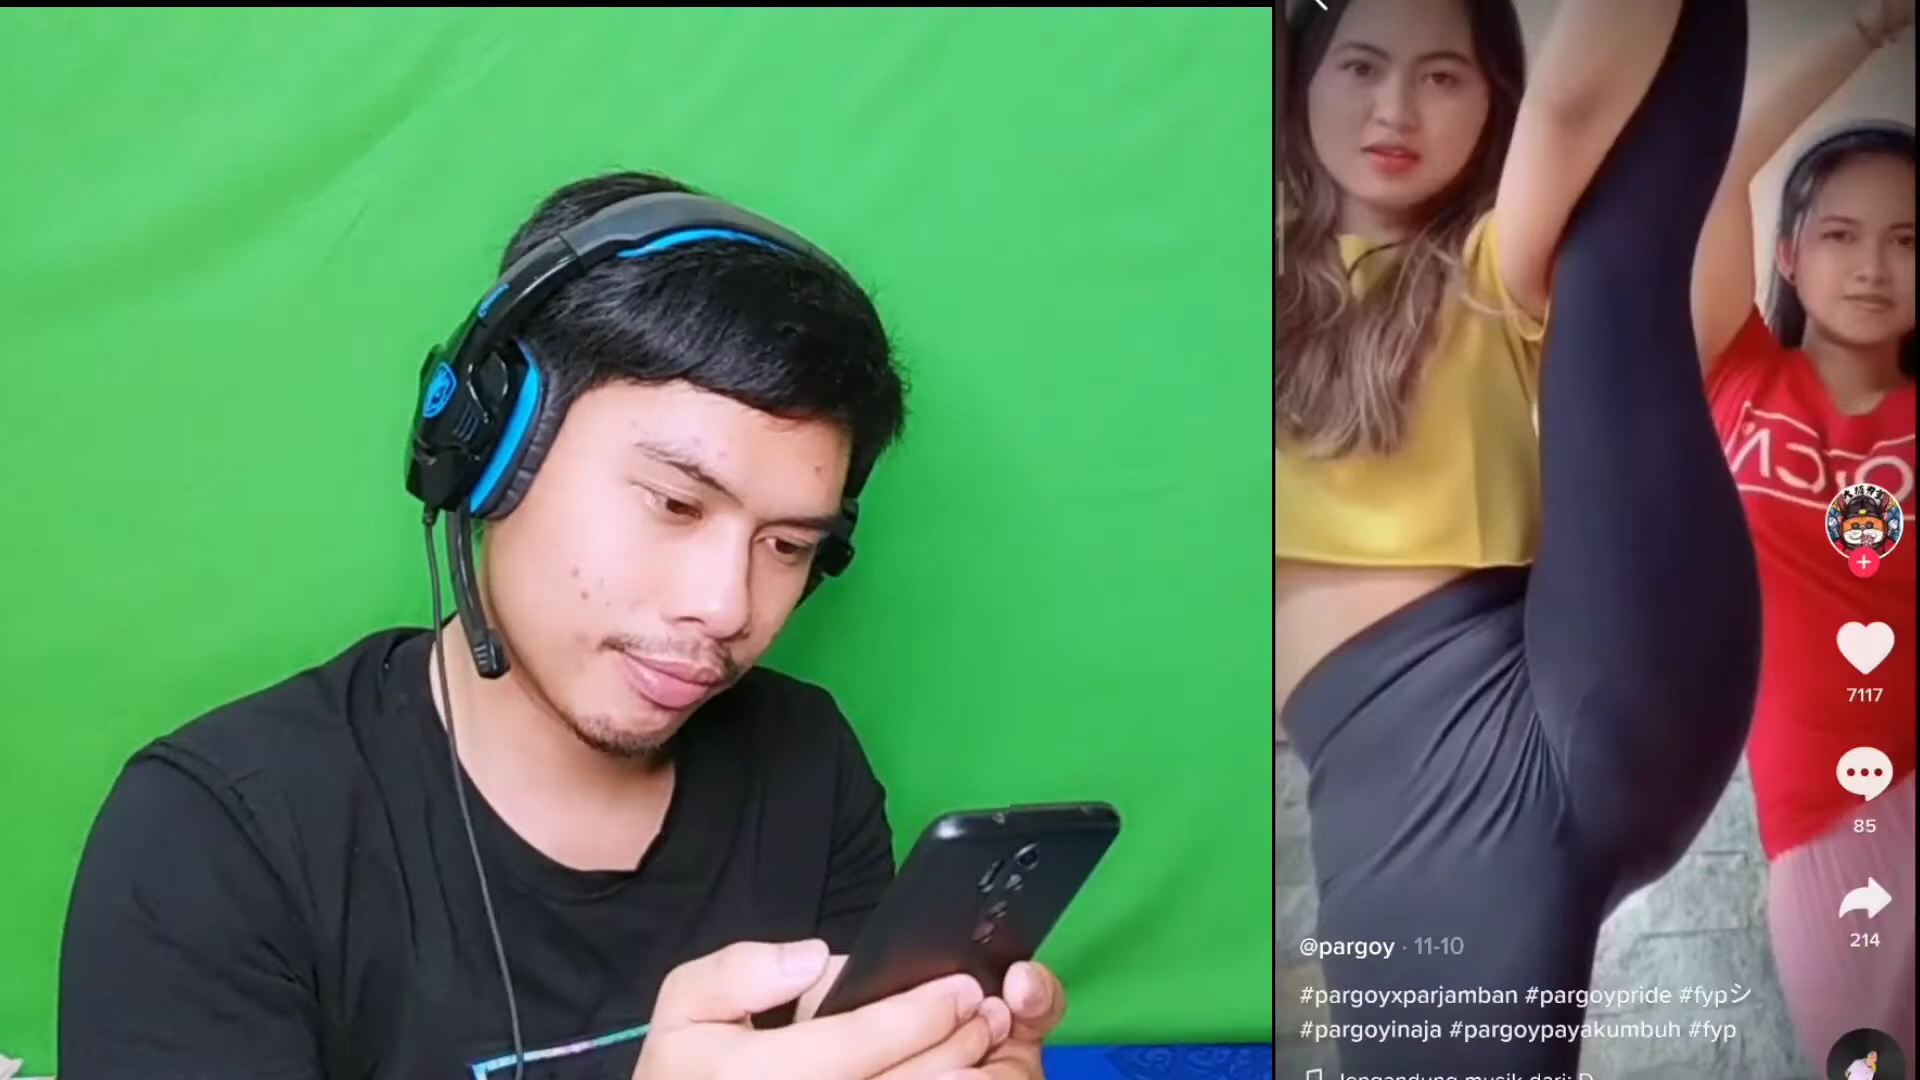 7117
85
214
@pargoy · 11-10
#pargoyxparjamban #pargoypride #fypシ
#pargoyinaja #pargoypayakumbuh #fyp